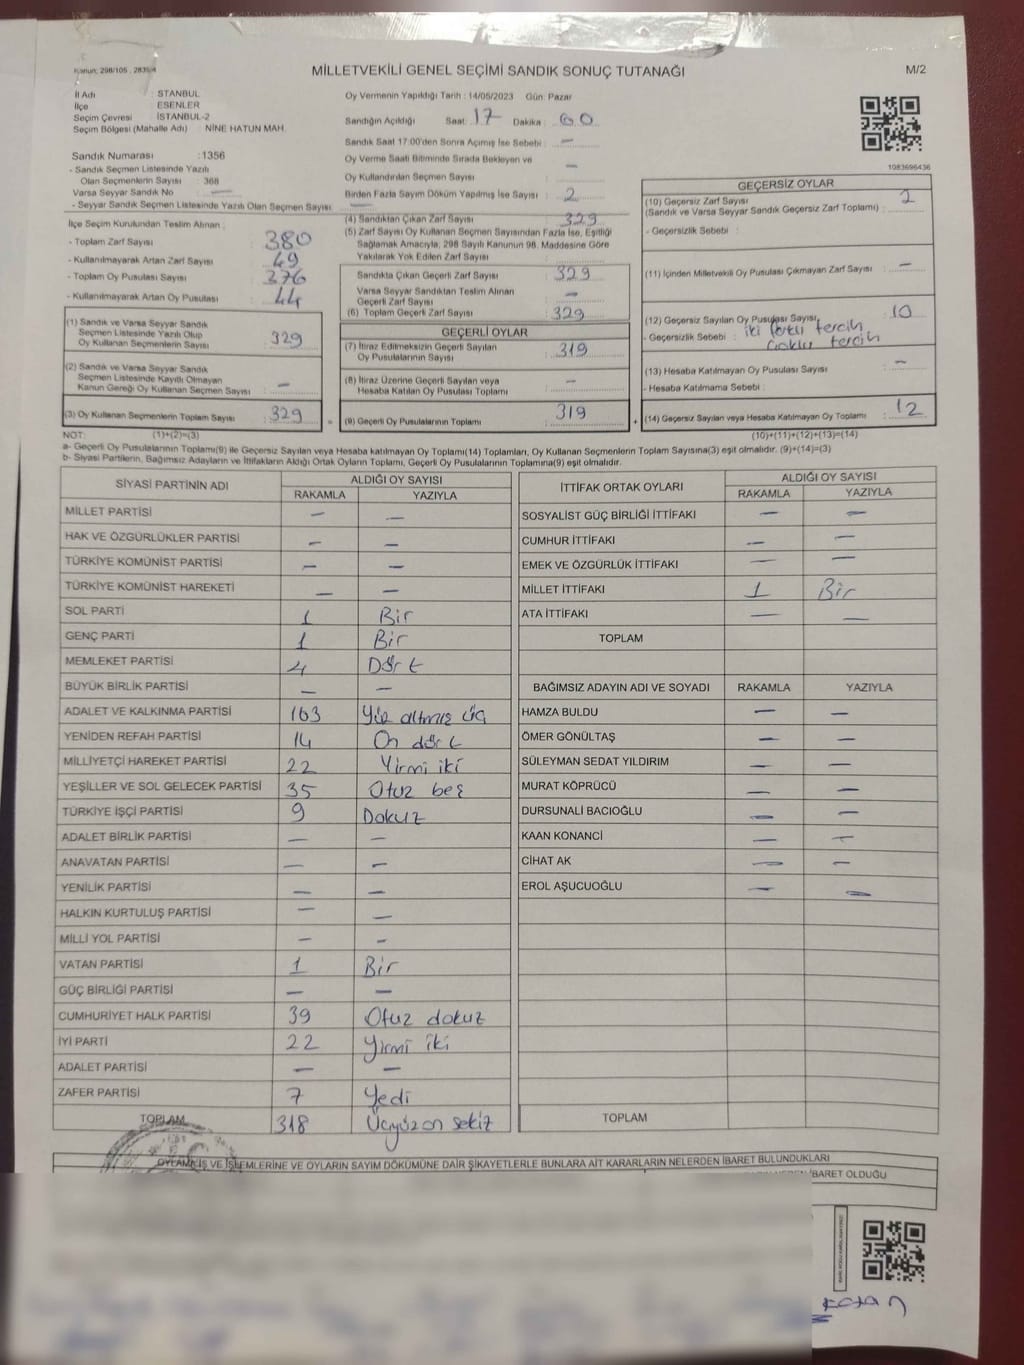 Kanun: 298/105, 2839/4
MİLLETVEKİLİ GENEL SEÇİMİ SANDIK SONUÇ TUTANAĞI
M/2
İl Adı : STANBUL
İlçe ESENLER
Seçim Çevresi : İSTANBUL-2
Seçim Bölgesi (Mahalle Adı) NİNE HATUN MAH.
Sandık Numarası :1356
- Sandık Seçmen Listesinde Yazılı
Olan Seçmenlerin Sayısı : 368
Varsa Seyyar Sandık No —
- Seyyar Sandık Seçmen Listesinde Yazılı Olan Seçmen Sayısı —
Oy Vermenin Yapıldığı Tarih : 14/05/2023 Gün: Pazar
Sandığın Açıldığı Saat: 17 Dakika : 00
Sandık Saat 17:00'den Sonra Açılmış İse Sebebi : —
Oy Verme Saati Bitiminde Sırada Bekleyen ve
Oy Kullandırılan Seçmen Sayısı —
Birden Fazla Sayım Döküm Yapılmış İse Sayısı : 2
1083696436
İlçe Seçim Kurulundan Teslim Alınan :
- Toplam Zarf Sayısı 380
- Kullanılmayarak Artan Zarf Sayısı 49
- Toplam Oy Pusulası Sayısı 376
- Kullanılmayarak Artan Oy Pusulası 44
(1) Sandık ve Varsa Seyyar Sandık
Seçmen Listesinde Yazılı Olup
Oy Kullanan Seçmenlerin Sayısı : 329
(2) Sandık ve Varsa Seyyar Sandık
Seçmen Listesinde Kayıtlı Olmayan
Kanun Gereği Oy Kullanan Seçmen Sayısı : —
(3) Oy Kullanan Seçmenlerin Toplam Sayısı : 329
(4) Sandıktan Çıkan Zarf Sayısı : 329
(5) Zarf Sayısı Oy Kullanan Seçmen Sayısından Fazla İse, Eşitliği
Sağlamak Amacıyla, 298 Sayılı Kanunun 98. Maddesine Göre
Yakılarak Yok Edilen Zarf Sayısı :
Sandıkta Çıkan Geçerli Zarf Sayısı : 329
Varsa Seyyar Sandıktan Teslim Alınan
Geçerli Zarf Sayısı —
(6) Toplam Geçerli Zarf Sayısı : 329
GEÇERLİ OYLAR
(7) İtiraz Edilmeksizin Geçerli Sayılan
Oy Pusulalarının Sayısı : 319
(8) İtiraz Üzerine Geçerli Sayılan veya
Hesaba Katılan Oy Pusulası Toplamı : —
(9) Geçerli Oy Pusulalarının Toplamı : 319
GEÇERSİZ OYLAR
(10) Geçersiz Zarf Sayısı
(Sandık ve Varsa Seyyar Sandık Geçersiz Zarf Toplamı) : 2
- Geçersizlik Sebebi :
(11) İçinden Milletvekili Oy Pusulası Çıkmayan Zarf Sayısı : —
(12) Geçersiz Sayılan Oy Pusulası Sayısı : 10
- Geçersizlik Sebebi : iki farklı tercih
Çoklu tercih
(13) Hesaba Katılmayan Oy Pusulası Sayısı : —
- Hesaba Katılmama Sebebi :
(14) Geçersiz Sayılan veya Hesaba Katılmayan Oy Toplamı : 12
NOT: (1)+(2)=(3) (10)+(11)+(12)+(13)=(14)
a- Geçerli Oy Pusulalarının Toplamı(9) ile Geçersiz Sayılan veya Hesaba katılmayan Oy Toplamı(14) Toplamları, Oy Kullanan Seçmenlerin Toplam Sayısına(3) eşit olmalıdır. (9)+(14)=(3)
b- Siyasi Partilerin, Bağımsız Adayların ve İttifakların Aldığı Ortak Oyların Toplamı, Geçerli Oy Pusulalarının Toplamına(9) eşit olmalıdır.
SİYASİ PARTİNİN ADI ALDIĞI OY SAYISI
RAKAMLA YAZIYLA
MİLLET PARTİSİ — —
HAK VE ÖZGÜRLÜKLER PARTİSİ — —
TÜRKİYE KOMÜNİST PARTİSİ — —
TÜRKİYE KOMÜNİST HAREKETİ — —
SOL PARTİ 1 Bir
GENÇ PARTİ 1 Bir
MEMLEKET PARTİSİ 4 Dört
BÜYÜK BİRLİK PARTİSİ — —
ADALET VE KALKINMA PARTİSİ 163 Yüz altmış üç
YENİDEN REFAH PARTİSİ 14 On dört
MİLLİYETÇİ HAREKET PARTİSİ 22 Yirmi iki
YEŞİLLER VE SOL GELECEK PARTİSİ 35 Otuz beş
TÜRKİYE İŞÇİ PARTİSİ 9 Dokuz
ADALET BİRLİK PARTİSİ — —
ANAVATAN PARTİSİ — —
YENİLİK PARTİSİ — —
HALKIN KURTULUŞ PARTİSİ — —
MİLLİ YOL PARTİSİ — —
VATAN PARTİSİ 1 Bir
GÜÇ BİRLİĞİ PARTİSİ — —
CUMHURİYET HALK PARTİSİ 39 Otuz dokuz
İYİ PARTİ 22 Yirmi iki
ADALET PARTİSİ — —
ZAFER PARTİSİ 7 Yedi
TOPLAM 318 Üçyüzon sekiz
İTTİFAK ORTAK OYLARI ALDIĞI OY SAYISI
RAKAMLA YAZIYLA
SOSYALİST GÜÇ BİRLİĞİ İTTİFAKI — —
CUMHUR İTTİFAKI — —
EMEK VE ÖZGÜRLÜK İTTİFAKI — —
MİLLET İTTİFAKI 1 Bir
ATA İTTİFAKI — —
TOPLAM
BAĞIMSIZ ADAYIN ADI VE SOYADI RAKAMLA YAZIYLA
HAMZA BULDU — —
ÖMER GÖNÜLTAŞ — —
SÜLEYMAN SEDAT YILDIRIM — —
MURAT KÖPRÜCÜ — —
DURSUNALİ BACIOĞLU — —
KAAN KONANCİ — —
CİHAT AK — —
EROL AŞUCUOĞLU — —
TOPLAM
OYLAMA İŞ VE İŞLEMLERİNE VE OYLARIN SAYIM DÖKÜMÜNE DAİR ŞİKAYETLERLE BUNLARA AİT KARARLARIN NELERDEN İBARET BULUNDUKLARI
İBARET OLDUĞU